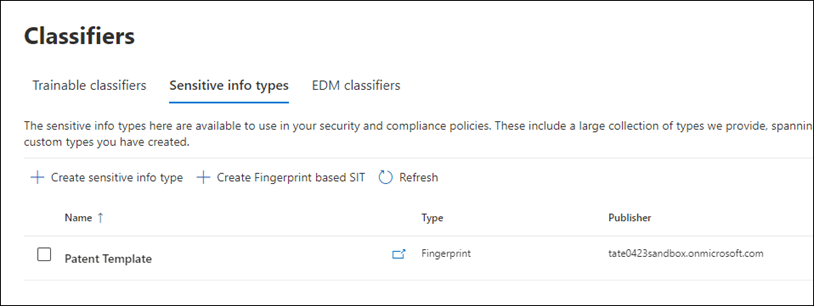 Classifiers
Trainable classifiers Sensitive info types EDM classifiers
The sensitive info types here are available to use in your security and compliance policies. These include a large collection of types we provide, spannin
custom types you have created.
+ Create sensitive info type + Create Fingerprint based SIT Refresh
Name ↑ Type Publisher
Patent Template Fingerprint tate0423sandbox.onmicrosoft.com